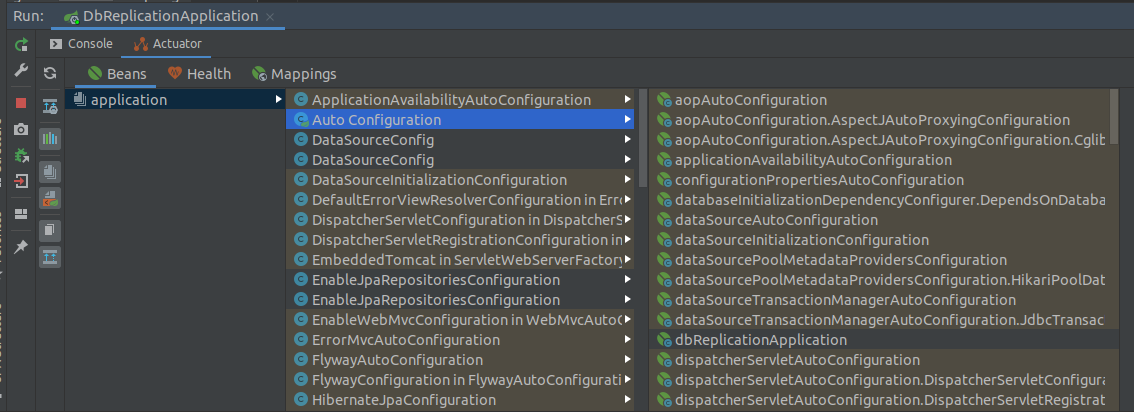 Run: DbReplicationApplication
Console Actuator
Beans Health Mappings
application
ApplicationAvailabilityAutoConfiguration
Auto Configuration
DataSourceConfig
DataSourceConfig
DataSourceInitializationConfiguration
DefaultErrorViewResolverConfiguration in Erro
DispatcherServletConfiguration in DispatcherS
DispatcherServletRegistrationConfiguration in
EmbeddedTomcat in ServletWebServerFactory
EnableJpaRepositoriesConfiguration
EnableJpaRepositoriesConfiguration
EnableWebMvcConfiguration in WebMvcAutoC
ErrorMvcAutoConfiguration
FlywayAutoConfiguration
FlywayConfiguration in FlywayAutoConfigurati
HibernateJpaConfiguration
aopAutoConfiguration
aopAutoConfiguration.AspectJAutoProxyingConfiguration
aopAutoConfiguration.AspectJAutoProxyingConfiguration.Cglib
applicationAvailabilityAutoConfiguration
configurationPropertiesAutoConfiguration
databaseInitializationDependencyConfigurer.DependsOnDataba
dataSourceAutoConfiguration
dataSourceInitializationConfiguration
dataSourcePoolMetadataProvidersConfiguration
dataSourcePoolMetadataProvidersConfiguration.HikariPoolDat
dataSourceTransactionManagerAutoConfiguration
dataSourceTransactionManagerAutoConfiguration.JdbcTransac
dbReplicationApplication
dispatcherServletAutoConfiguration
dispatcherServletAutoConfiguration.DispatcherServletConfigura
dispatcherServletAutoConfiguration.DispatcherServletRegistrat